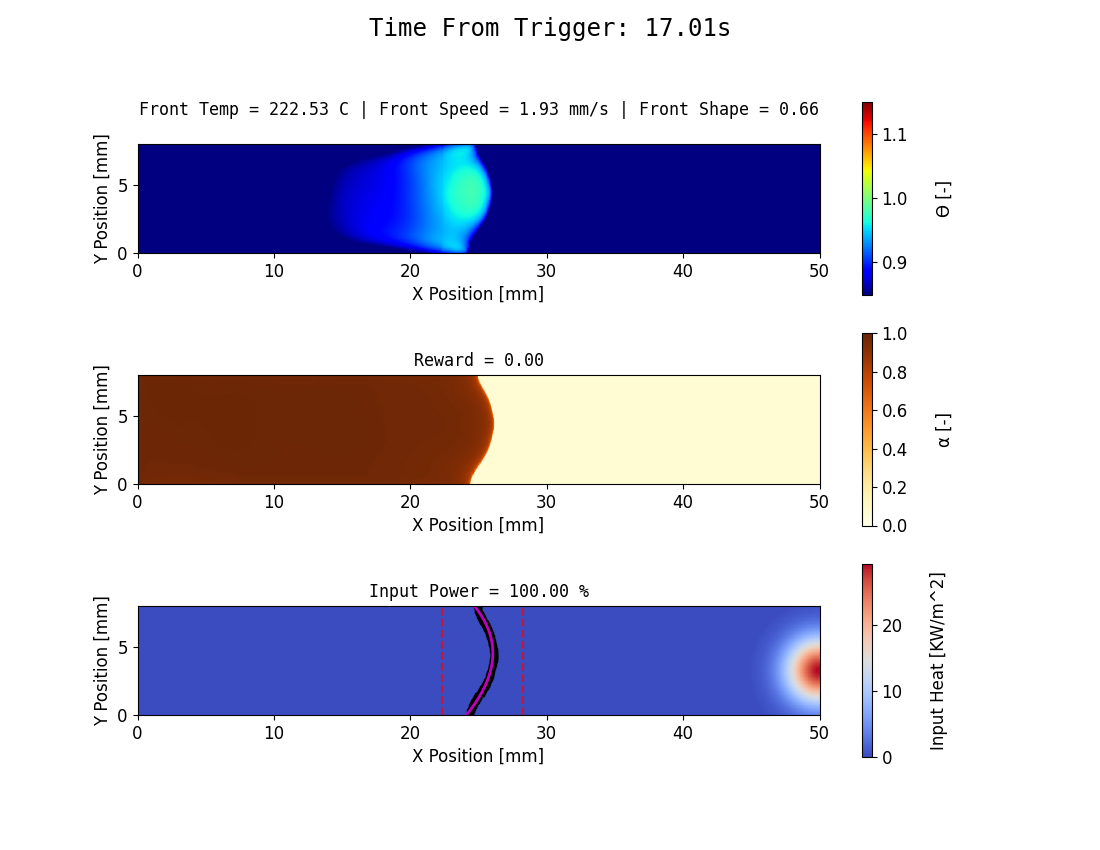 Time From Trigger: 17.01s
Front Temp = 222.53 C | Front Speed = 1.93 mm/s | Front Shape = 0.66
Y Position [mm]
5
0
0 10 20 30 40 50
X Position [mm]
1.1
1.0
0.9
Θ [-]
Reward = 0.00
Y Position [mm]
5
0
0 10 20 30 40 50
X Position [mm]
1.0
0.8
0.6
0.4
0.2
0.0
α [-]
Input Power = 100.00 %
Y Position [mm]
5
0
0 10 20 30 40 50
X Position [mm]
20
10
0
Input Heat [KW/m^2]